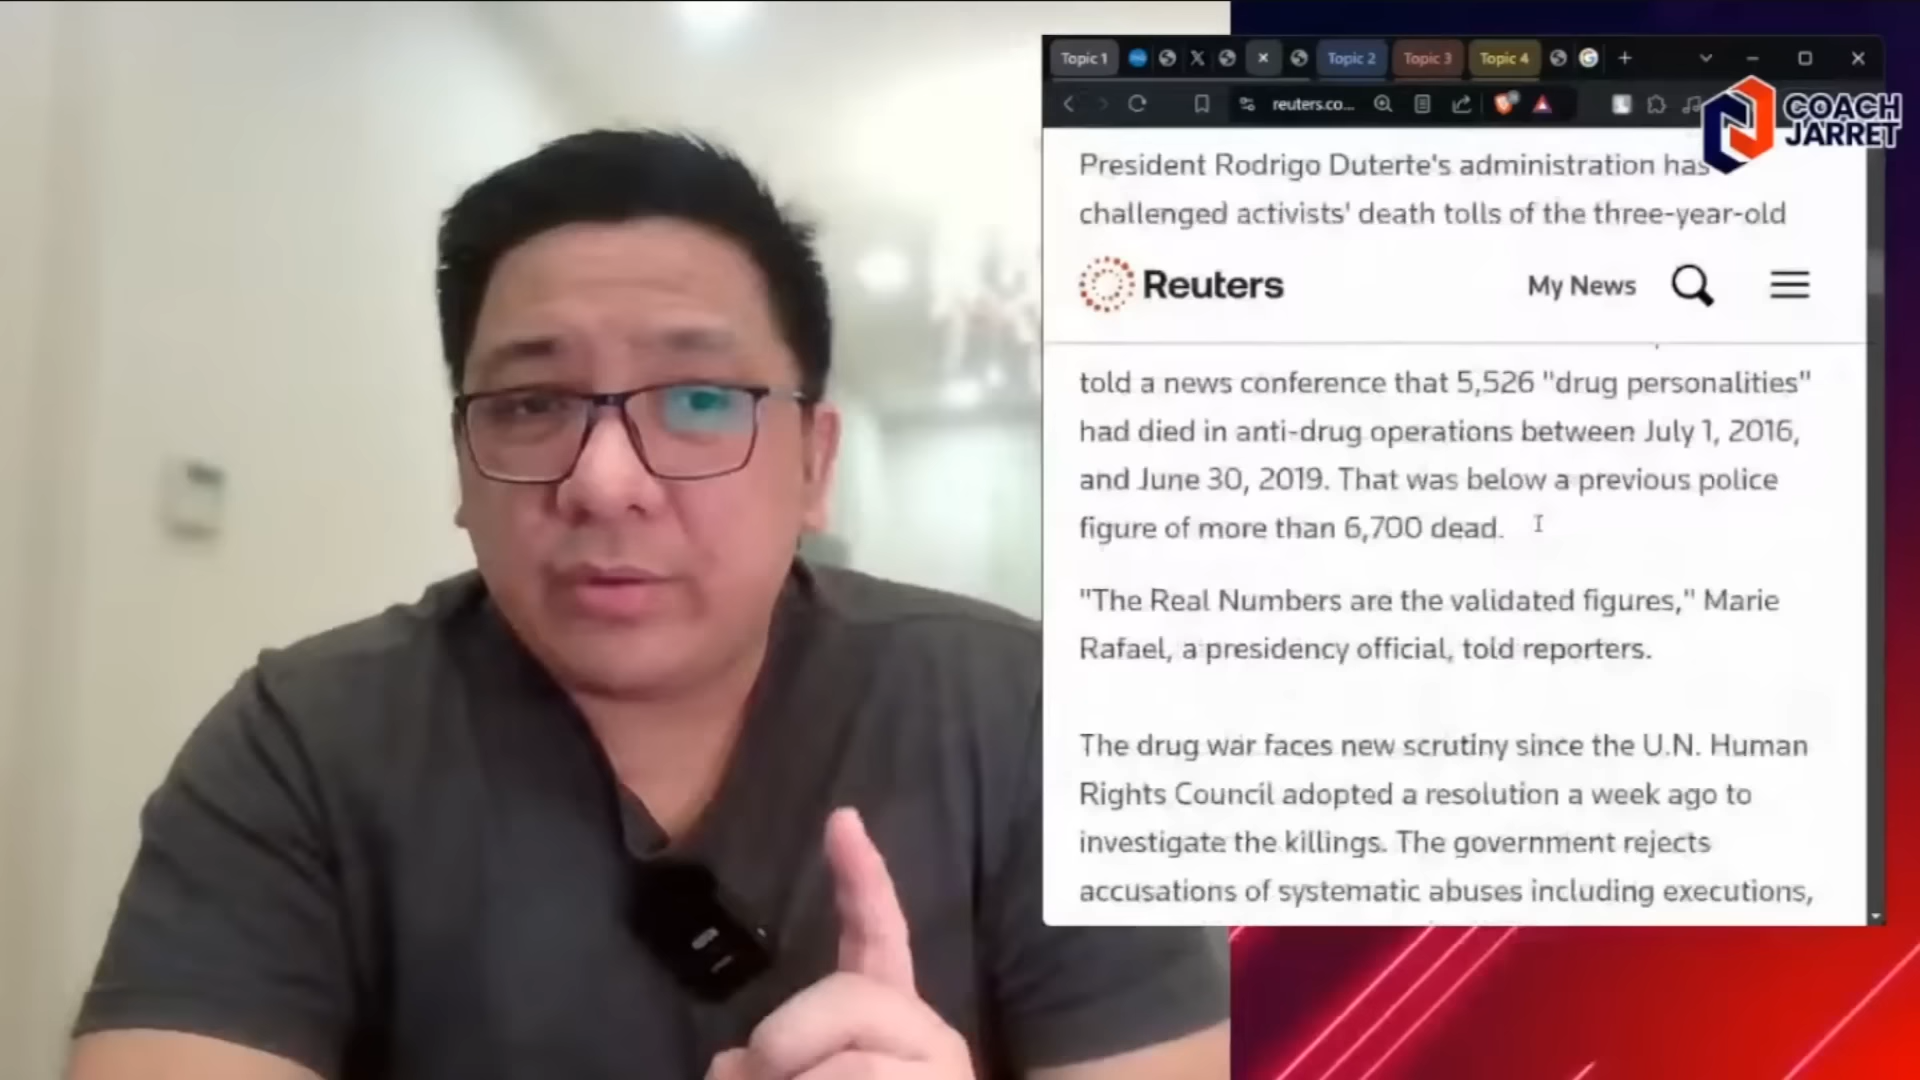 Topic 1
Topic 2
Topic 3
Topic 4
reuters.co...
COACH
JARRET
President Rodrigo Duterte's administration has
challenged activists' death tolls of the three-year-old
Reuters
My News
told a news conference that 5,526 "drug personalities"
had died in anti-drug operations between July 1, 2016,
and June 30, 2019. That was below a previous police
figure of more than 6,700 dead.
"The Real Numbers are the validated figures," Marie
Rafael, a presidency official, told reporters.
The drug war faces new scrutiny since the U.N. Human
Rights Council adopted a resolution a week ago to
investigate the killings. The government rejects
accusations of systematic abuses including executions,